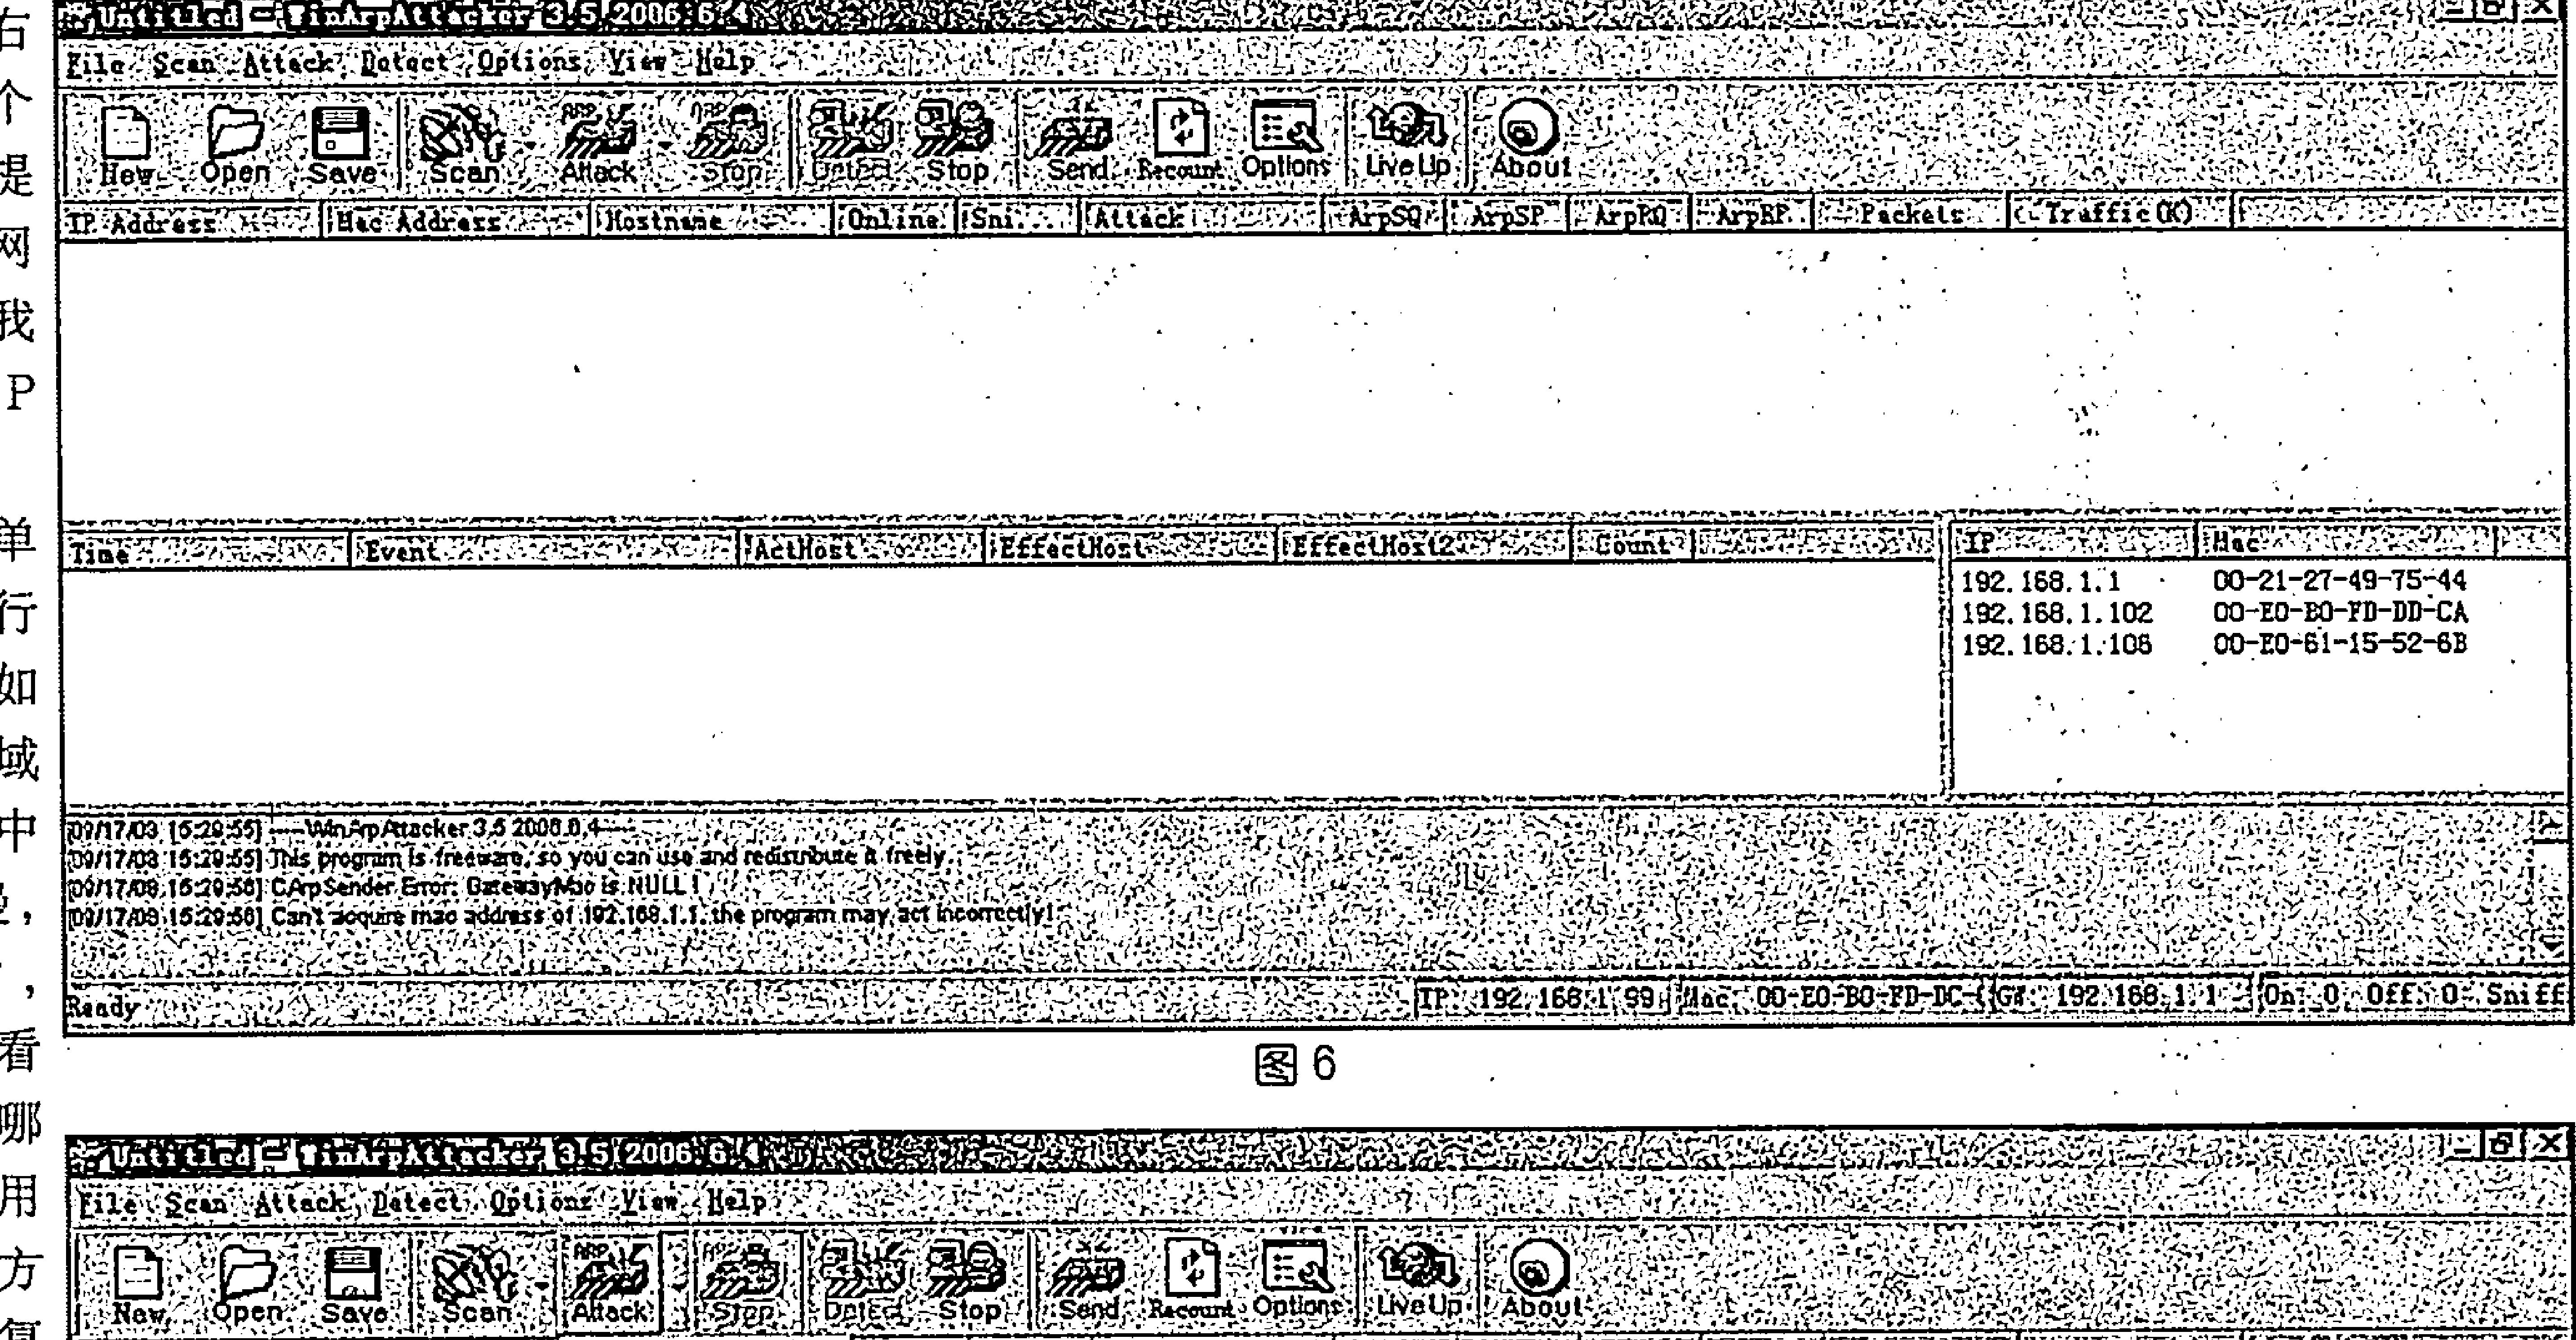 右
个
提
网
我
P
单
行
如
域
中
,
,
看
哪
用
方
Untitled - WinArpAttacker 3.5 2006.6.4
File Scan Attack Detect Options View Help
New Open Save Scan Attack Stop Detect Stop Send Recount Options LiveUp About
IP Address Mac Address Hostname Online Sni... Attack ArpSQ ArpSP ArpRQ ArpRP Packets Traffic(K)
Time Event ActHost EffectHost EffectHost2 Count IP Mac
192.168.1.1 00-21-27-49-75-44
192.168.1.102 00-E0-B0-FD-DD-CA
192.168.1.106 00-E0-61-15-52-6B
[09/17/08 15:29:55] ----WinArpAttacker 3.5 2006.6.4----
[09/17/08 15:29:55] This program is freeware, so you can use and redistribute it freely.
[09/17/08 15:29:56] CArpSender Error: GatewayMac is NULL !
[09/17/08 15:29:56] Can't acquire mac address of 192.168.1.1, the program may act incorrectly!
Ready IP: 192.168.1.99 Mac: 00-E0-B0-FD-DC-( GW: 192.168.1.1 On: 0 Off: 0 Sniff
图 6
Untitled - WinArpAttacker 3.5 2006.6.4
File Scan Attack Detect Options View Help
New Open Save Scan Attack Stop Detect Stop Send Recount Options LiveUp About